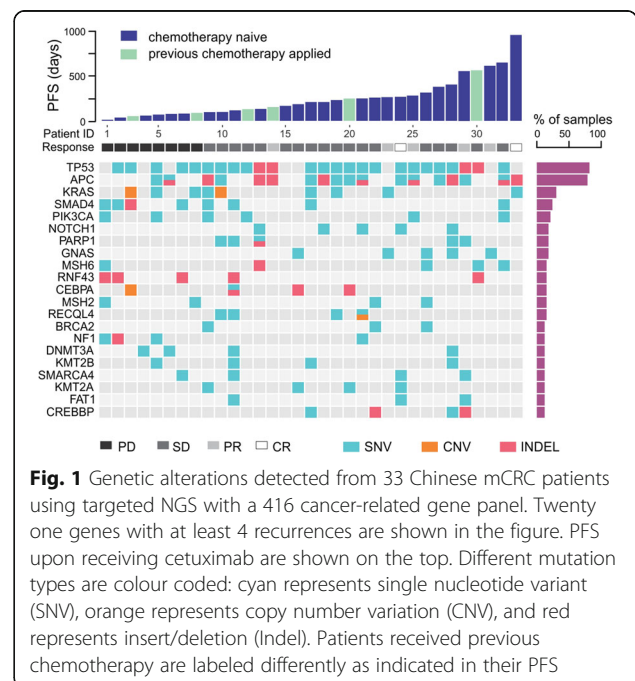 1000
500
0
PFS (days)
chemotherapy naive
previous chemotherapy applied
% of samples
0 50 100
Patient ID 1 5 10 15 20 25 30
Response
TP53
APC
KRAS
SMAD4
PIK3CA
NOTCH1
PARP1
GNAS
MSH6
RNF43
CEBPA
MSH2
RECQL4
BRCA2
NF1
DNMT3A
KMT2B
SMARCA4
KMT2A
FAT1
CREBBP
PD SD PR CR SNV CNV INDEL
Fig. 1 Genetic alterations detected from 33 Chinese mCRC patients
using targeted NGS with a 416 cancer-related gene panel. Twenty
one genes with at least 4 recurrences are shown in the figure. PFS
upon receiving cetuximab are shown on the top. Different mutation
types are colour coded: cyan represents single nucleotide variant
(SNV), orange represents copy number variation (CNV), and red
represents insert/deletion (Indel). Patients received previous
chemotherapy are labeled differently as indicated in their PFS